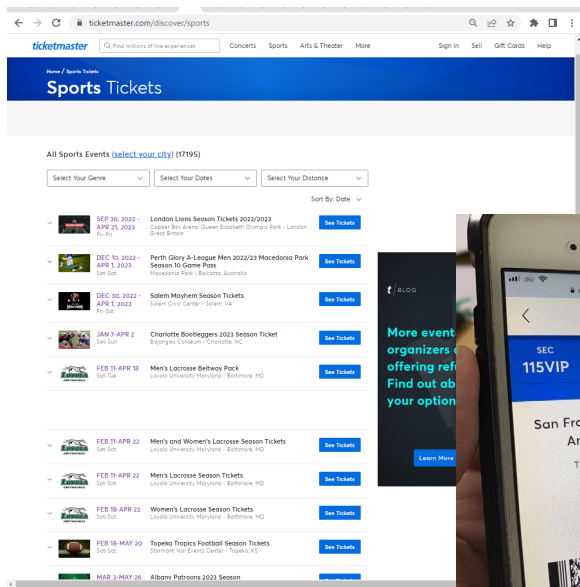 ticketmaster.com/discover/sports
ticketmaster
Find millions of live experiences
Concerts Sports Arts & Theater More
Sign In Sell Gift Cards Help
Home / Sports Tickets
Sports Tickets
All Sports Events (select your city) (17195)
Select Your Genre
Select Your Dates
Select Your Distance
Sort By: Date
SEP 30, 2022 -
APR 21, 2023
Fri-Fri
London Lions Season Tickets 2022/2023
Copper Box Arena, Queen Elizabeth Olympic Park - London,
Great Britain
See Tickets
DEC 10, 2022 -
APR 1, 2023
Sat-Sat
Perth Glory A-League Men 2022/23 Macedonia Park
Season 10 Game Pass
Macedonia Park - Balcatta, Australia
See Tickets
DEC 30, 2022 -
APR 1, 2023
Fri-Sat
Salem Mayhem Season Tickets
Salem Civic Center - Salem, VA
See Tickets
JAN 7-APR 2
Sat-Sun
Charlotte Bootleggers 2023 Season Ticket
Bojangles Coliseum - Charlotte, NC
See Tickets
FEB 11-APR 18
Sat-Tue
Men's Lacrosse Beltway Pack
Loyola University Maryland - Baltimore, MD
See Tickets
FEB 11-APR 22
Sat-Sat
Men's and Women's Lacrosse Season Tickets
Loyola University Maryland - Baltimore, MD
See Tickets
FEB 11-APR 22
Sat-Sat
Men's Lacrosse Season Tickets
Loyola University Maryland - Baltimore, MD
See Tickets
FEB 18-APR 22
Sat-Sat
Women's Lacrosse Season Tickets
Loyola University Maryland - Baltimore, MD
See Tickets
FEB 18-MAY 20
Sat-Sat
Topeka Tropics Football Season Tickets
Stormont Vail Events Center - Topeka, KS
See Tickets
MAR 3-MAY 26
Albany Patroons 2023 Season
t/BLOG
More event
organizers
offering ref
Find out ab
your option
Learn More
SEC
115VIP
San Fra
Ar
T